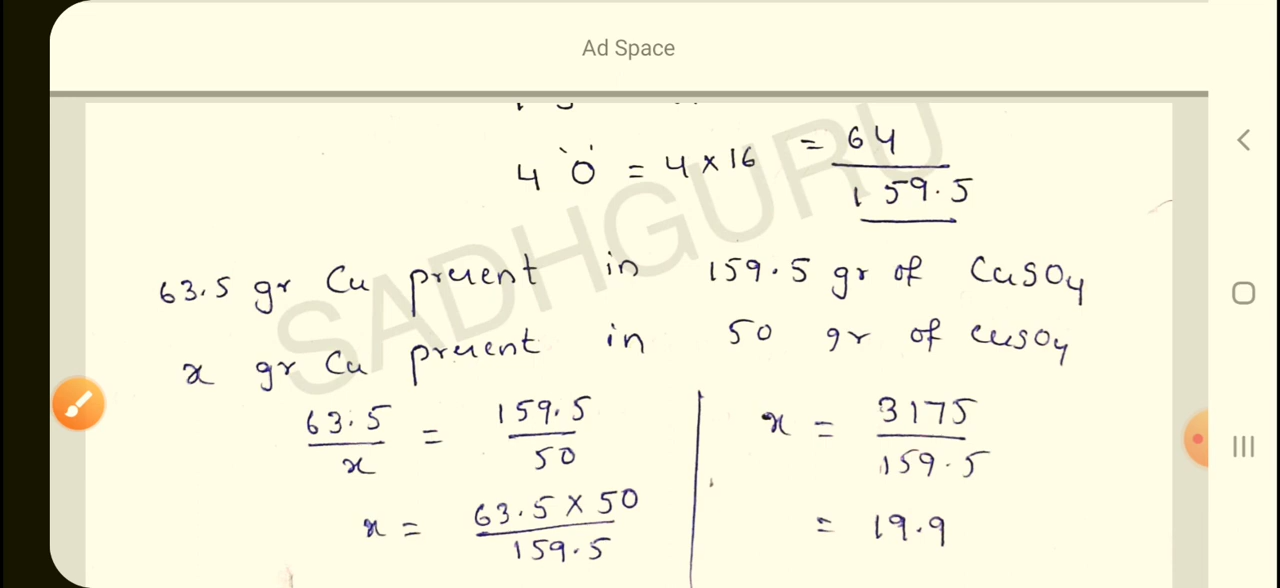 Ad Space
4 'O' = 4 × 16 = 64
159.5
63.5 gr Cu present in 159.5 gr of CuSO4
x gr Cu present in 50 gr of CuSO4
63.5 / x = 159.5 / 50
x = 63.5 × 50 / 159.5
x = 3175 / 159.5
= 19.9
SADHGURU